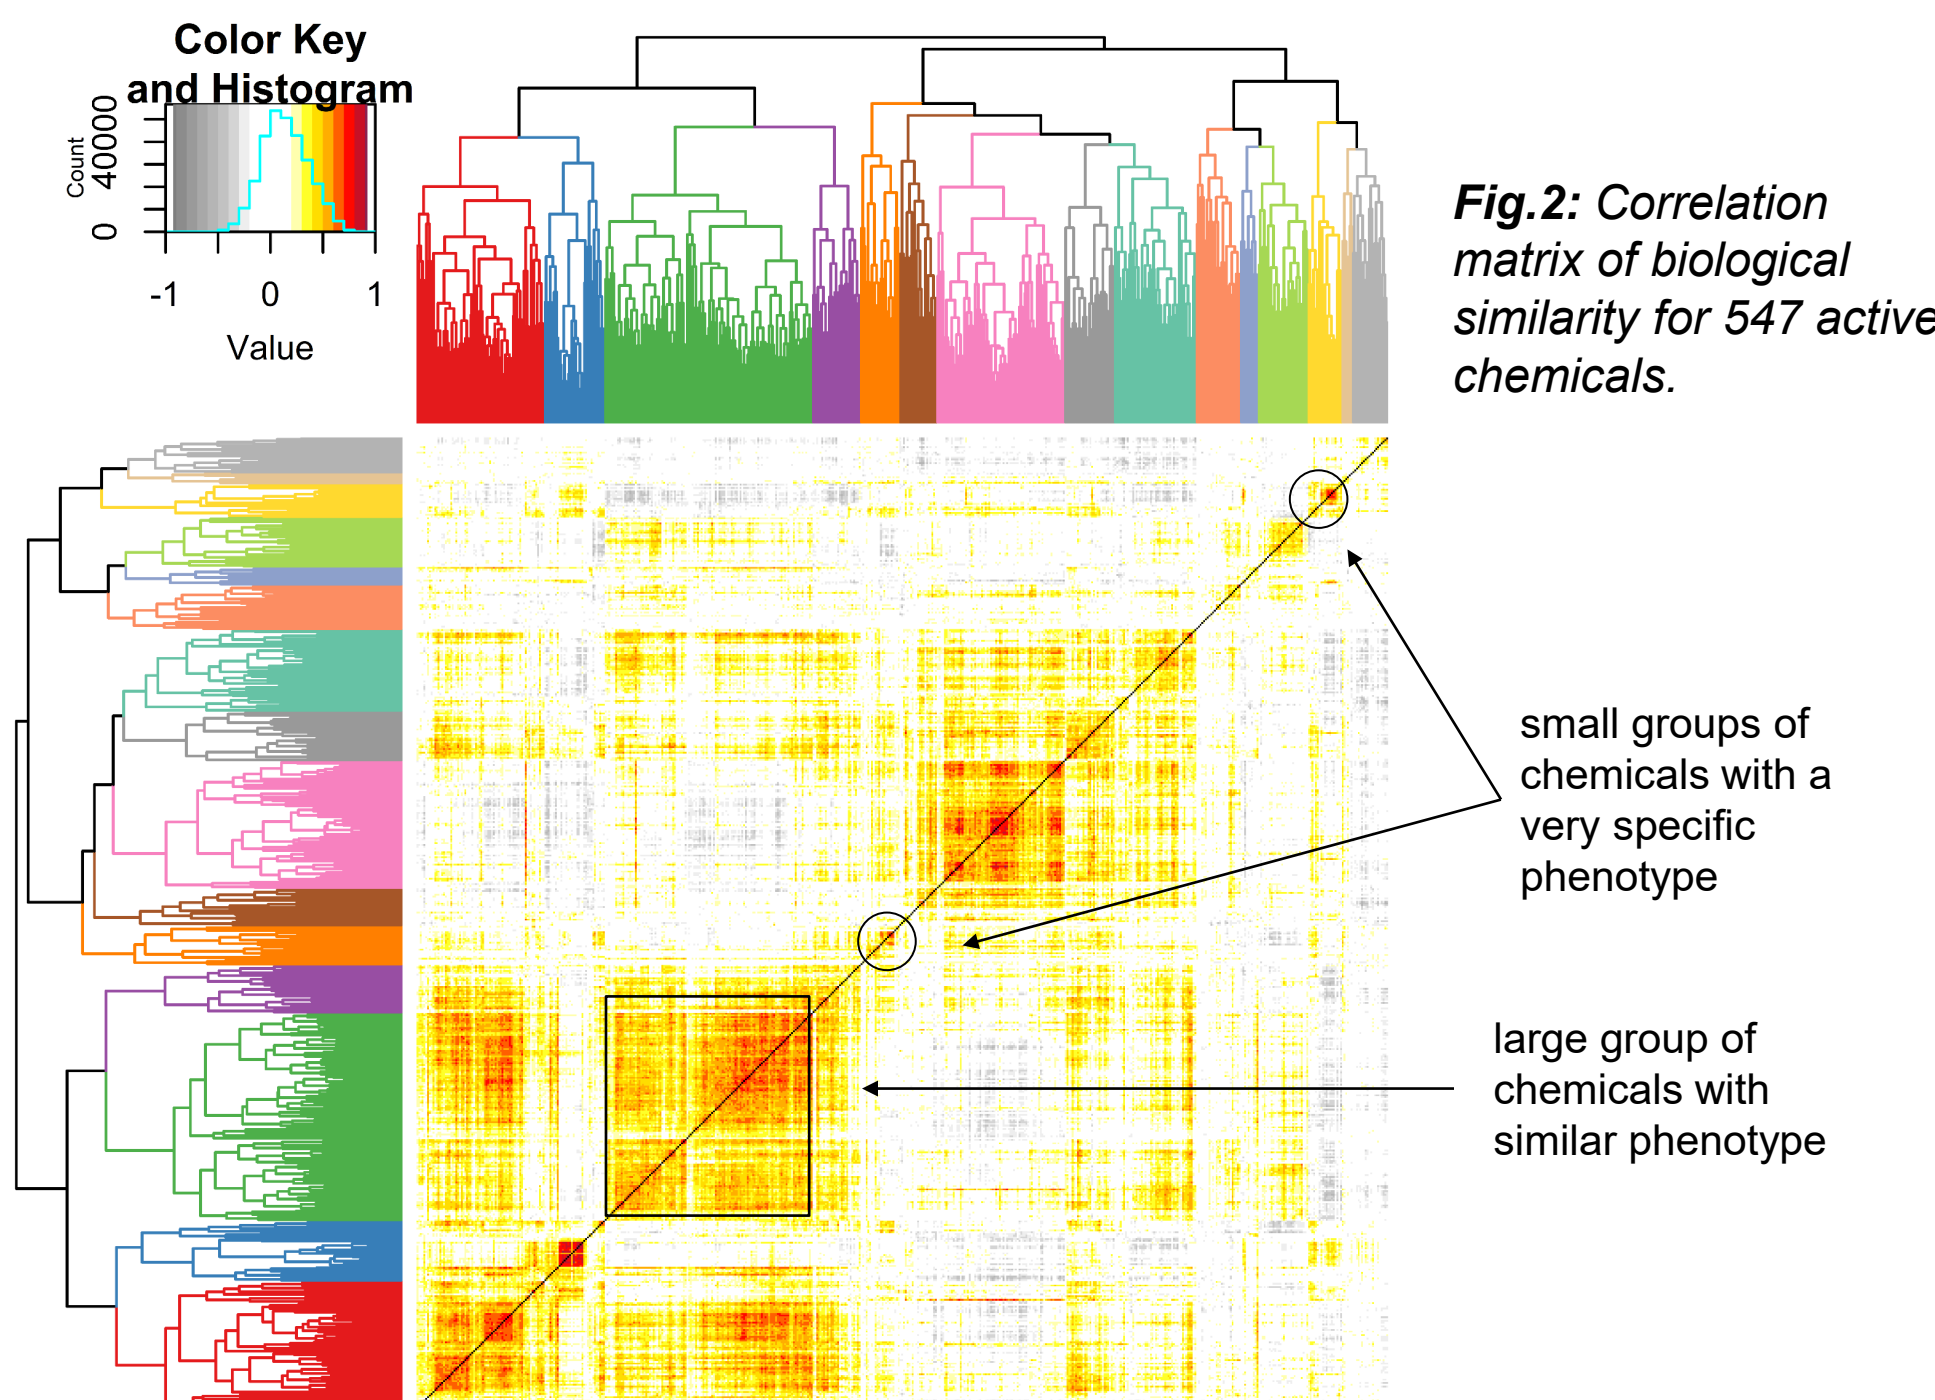 Color Key
and Histogram
Count
0 40000
-1 0 1
Value
Fig.2: Correlation
matrix of biological
similarity for 547 active
chemicals.
small groups of
chemicals with a
very specific
phenotype
large group of
chemicals with
similar phenotype